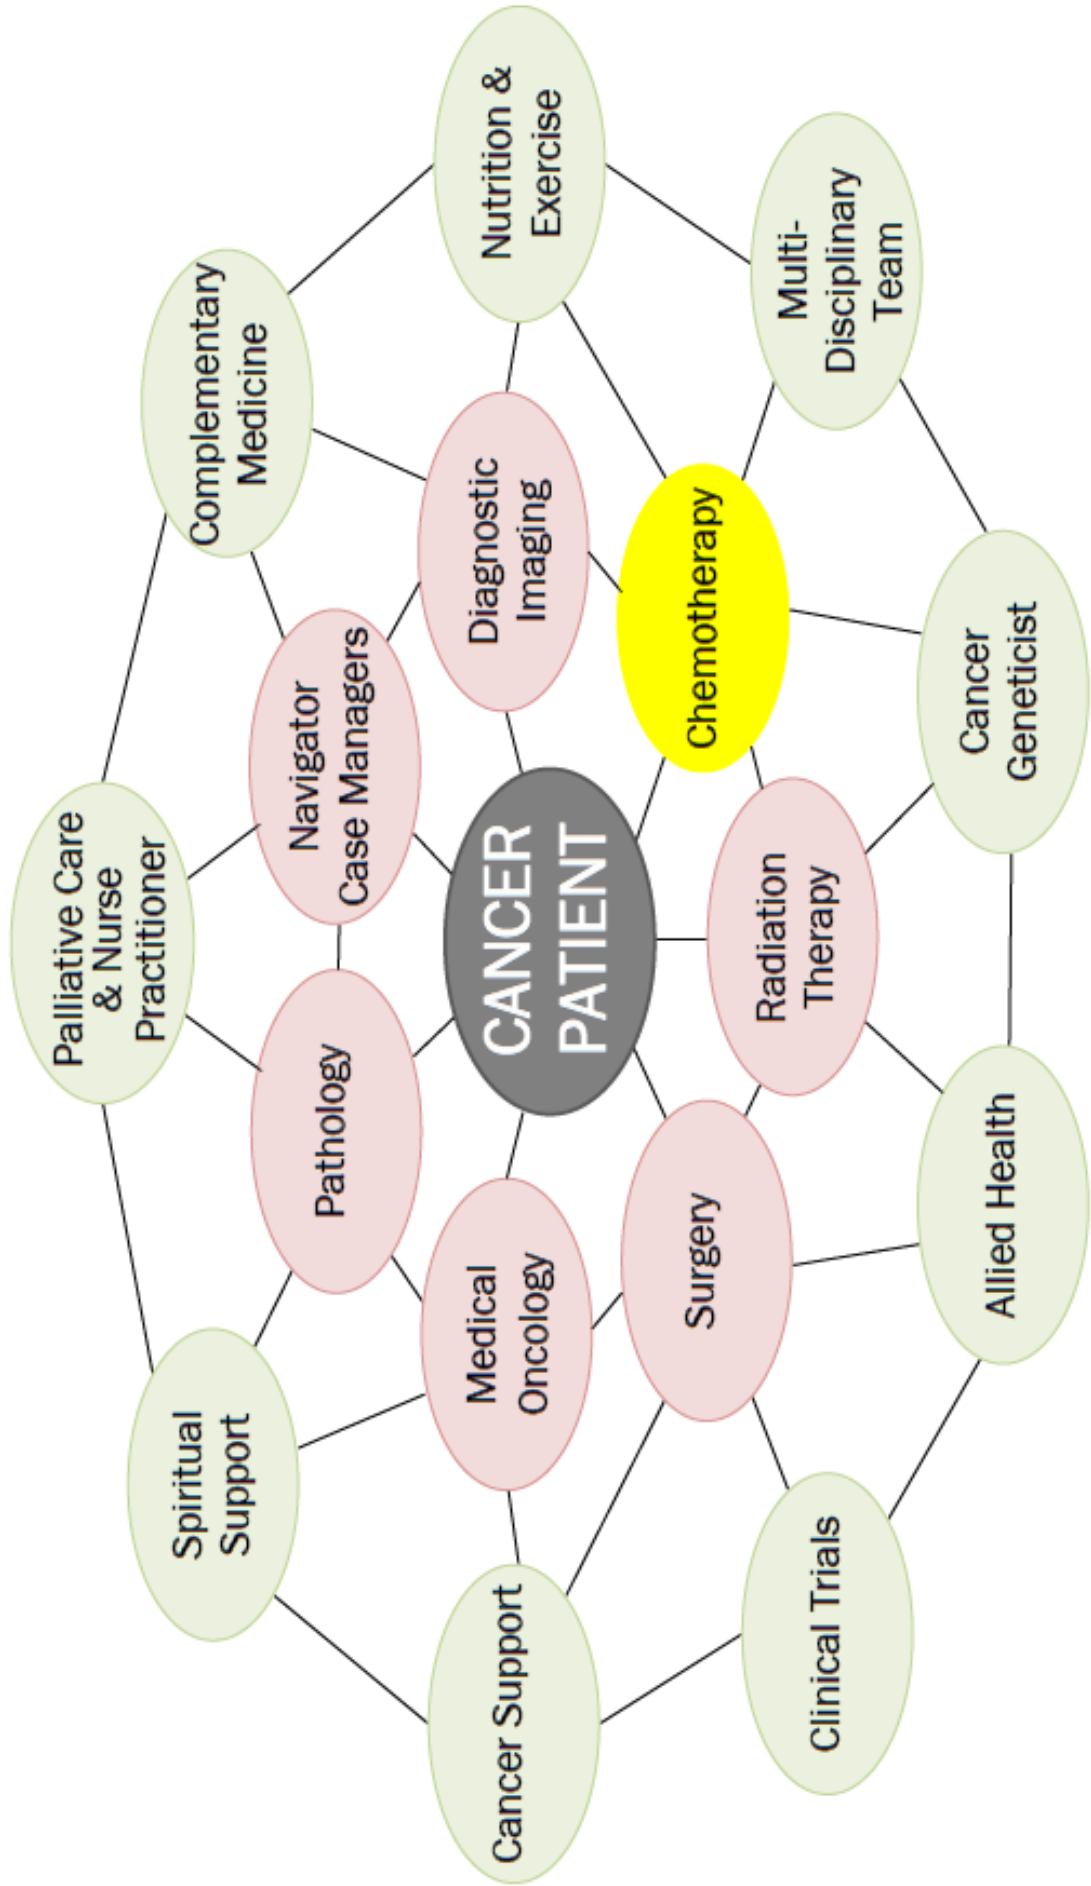 Palliative Care
& Nurse
Practitioner
Spiritual
Support
Complementary
Medicine
Pathology
Navigator
Case Managers
Cancer Support
Medical
Oncology
CANCER
PATIENT
Diagnostic
Imaging
Nutrition &
Exercise
Surgery
Chemotherapy
Clinical Trials
Radiation
Therapy
Multi-
Disciplinary
Team
Allied Health
Cancer
Geneticist